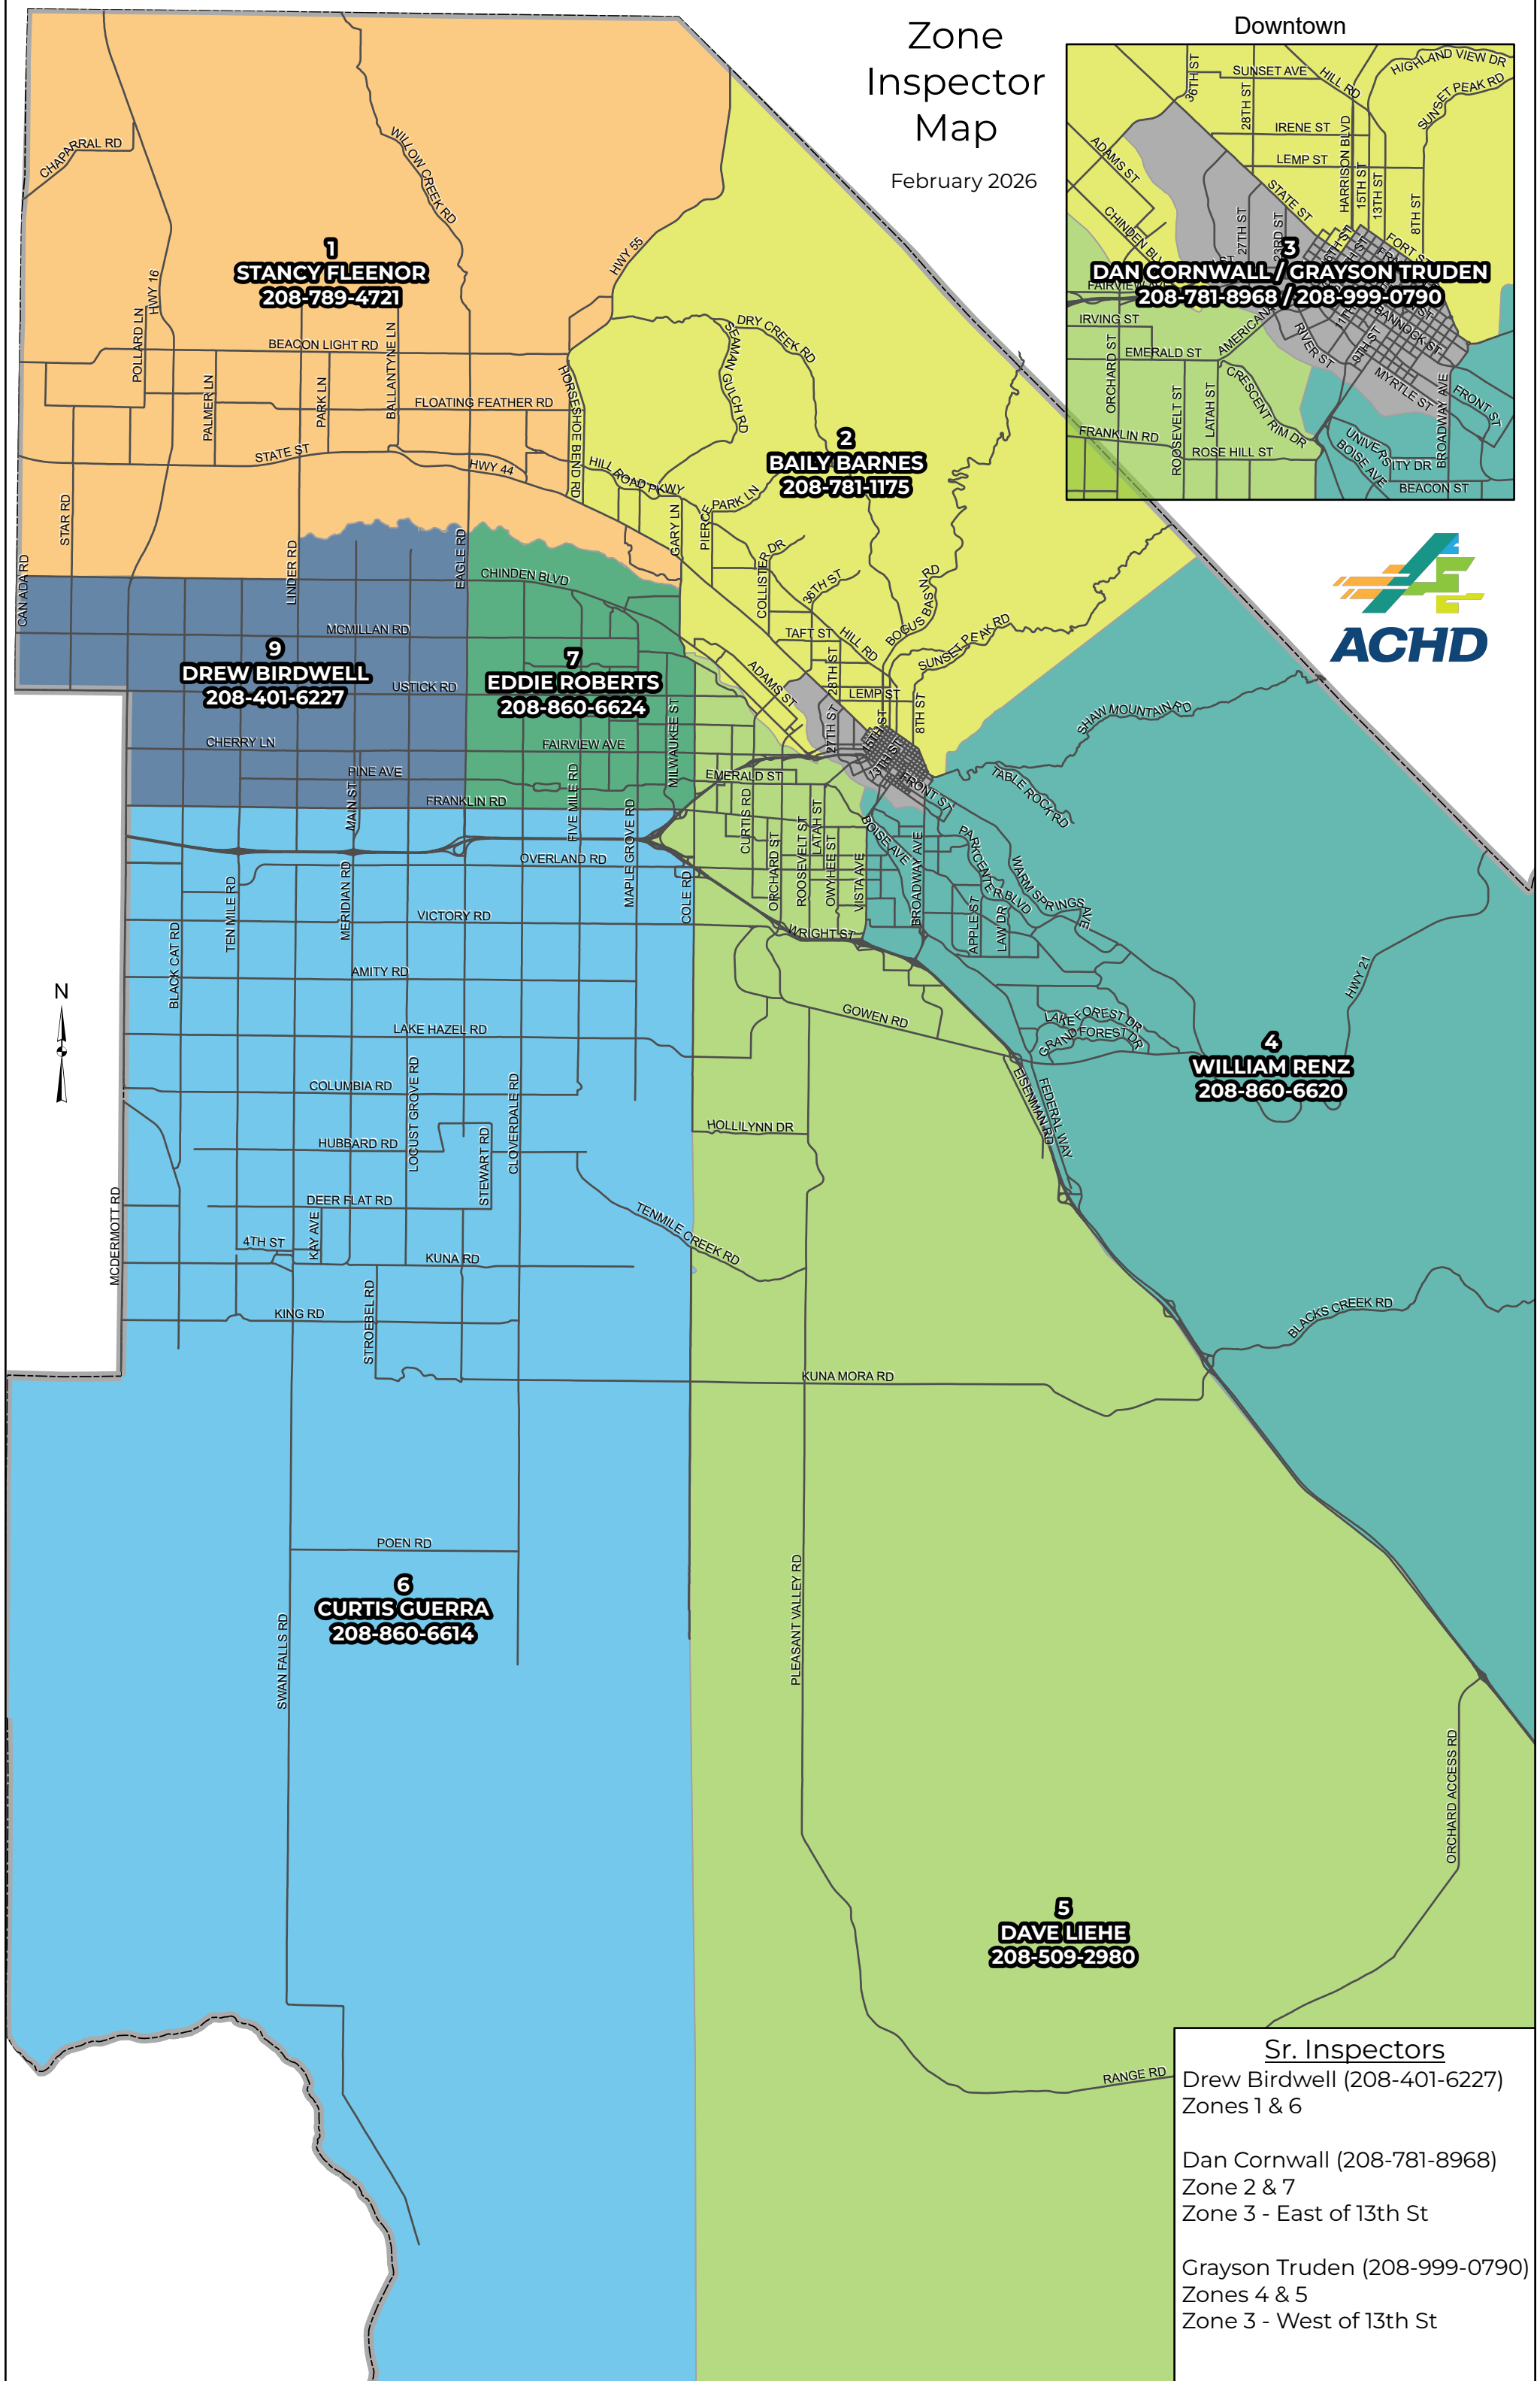 Zone
Inspector
Map
February 2026
Downtown
36TH ST
SUNSET AVE
HILL RD
HIGHLAND VIEW DR
SUNSET PEAK RD
28TH ST
IRENE ST
LEMP ST
HARRISON BLVD
15TH ST
13TH ST
8TH ST
ADAMS ST
STATE ST
CHINDEN BLV
27TH ST
23RD ST
FORT ST
3
DAN CORNWALL / GRAYSON TRUDEN
208-781-8968 / 208-999-0790
IRVING ST
EMERALD ST
AMERICANA
ORCHARD ST
ROOSEVELT ST
LATAH ST
CRESCENT RIM DR
RIVER ST
11TH
9TH ST
BANNOCK ST
MYRTLE ST
FRONT ST
BROADWAY AVE
FRANKLIN RD
ROSE HILL ST
UNIVERSITY DR
BOISE AVE
BEACON ST
ACHD
CHAPARRAL RD
WILLOW CREEK RD
HWY 55
HWY 16
1
STANCY FLEENOR
208-789-4721
POLLARD LN
BEACON LIGHT RD
BALLANTYNE LN
PALMER LN
PARK LN
FLOATING FEATHER RD
HORSESHOE BEND RD
STATE ST
HWY 44
STAR RD
CAN ADA RD
LINDER RD
EAGLE RD
DRY CREEK RD
SEAMAN GULCH RD
2
BAILY BARNES
208-781-1175
HILL ROAD PKWY
PARK LN
PIERCE
GARY LN
COLLISTER DR
36TH ST
TAFT ST
HILL RD
BOGUS BASIN RD
SUNSET PEAK RD
28TH ST
LEMP ST
8TH ST
ADAMS ST
27TH ST
15TH ST
13TH ST
FRONT ST
CHINDEN BLVD
MCMILLAN RD
9
DREW BIRDWELL
208-401-6227
7
EDDIE ROBERTS
208-860-6624
USTICK RD
CHERRY LN
FAIRVIEW AVE
MILWAUKEE ST
PINE AVE
MAIN ST
FRANKLIN RD
FIVE MILE RD
MAPLE GROVE RD
EMERALD ST
CURTIS RD
ORCHARD ST
ROOSEVELT ST
LATAH ST
OWYHEE ST
VISTA AVE
BOISE AVE
BROADWAY AVE
PARKCENTER BLVD
APPLE ST
LAW DR
WARM SPRINGS AVE
SHAW MOUNTAIN RD
TABLE ROCK RD
OVERLAND RD
TEN MILE RD
MERIDIAN RD
COLE RD
VICTORY RD
WRIGHT ST
BLACK CAT RD
AMITY RD
LAKE HAZEL RD
GOWEN RD
LAKE FOREST DR
GRAND FOREST DR
HWY 21
4
WILLIAM RENZ
208-860-6620
EISENMAN RD
FEDERAL WAY
N
COLUMBIA RD
LOCUST GROVE RD
CLOVERDALE RD
HUBBARD RD
STEWART RD
HOLLILYNN DR
MCDERMOTT RD
DEER FLAT RD
KAY AVE
4TH ST
KUNA RD
TENMILE CREEK RD
KING RD
STROEBEL RD
BLACKS CREEK RD
KUNA MORA RD
POEN RD
6
CURTIS GUERRA
208-860-6614
SWAN FALLS RD
PLEASANT VALLEY RD
ORCHARD ACCESS RD
5
DAVE LIEHE
208-509-2980
RANGE RD
Sr. Inspectors
Drew Birdwell (208-401-6227)
Zones 1 & 6
Dan Cornwall (208-781-8968)
Zone 2 & 7
Zone 3 - East of 13th St
Grayson Truden (208-999-0790)
Zones 4 & 5
Zone 3 - West of 13th St